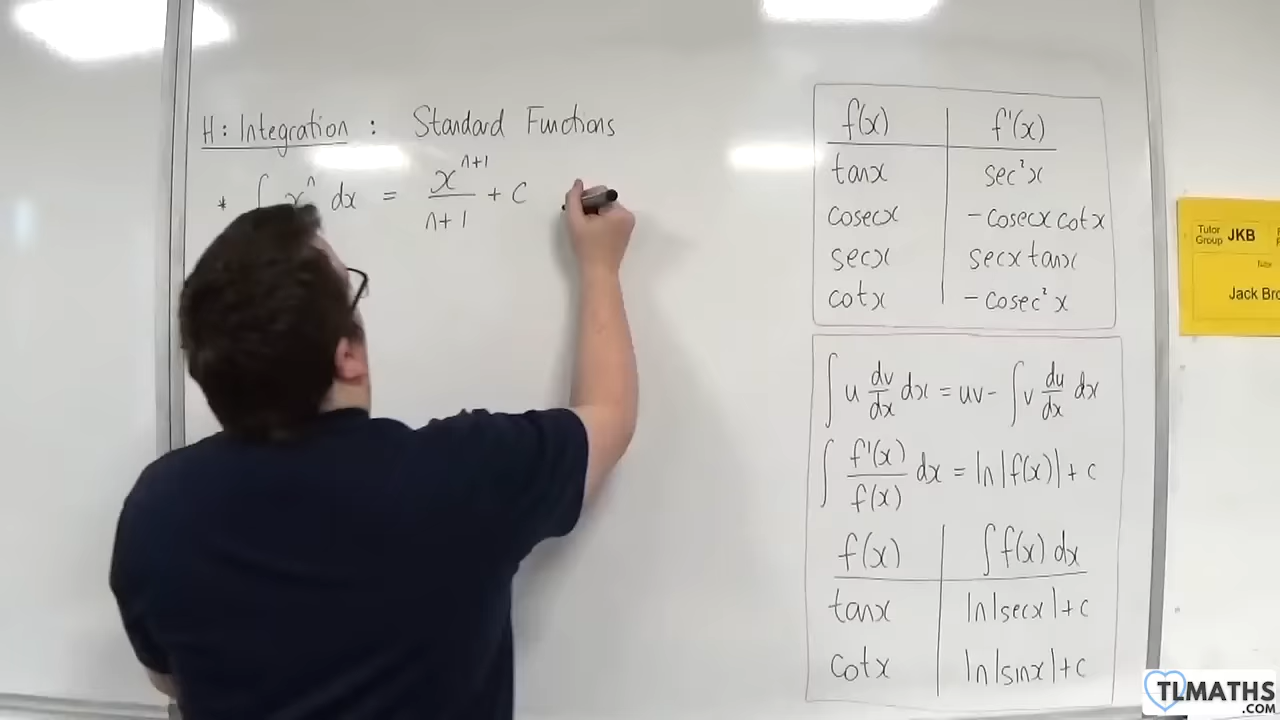 H: Integration : Standard Functions
* ∫ xⁿ dx = xⁿ⁺¹/n+1 + c
f(x) | f'(x)
tanx | sec²x
cosecx | -cosecx cotx
secx | secx tanx
cotx | -cosec²x
∫ u dv/dx dx = uv - ∫ v du/dx dx
∫ f'(x)/f(x) dx = ln|f(x)| + c
f(x) | ∫ f(x) dx
tanx | ln|secx| + c
cotx | ln|sinx| + c
Tutor Group JKB
Jack
TLMATHS
.COM